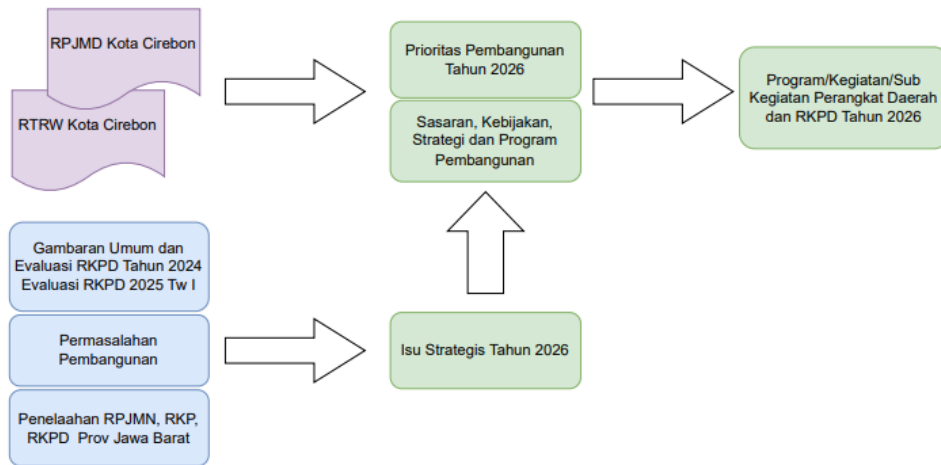 RPJMD Kota Cirebon
RTRW Kota Cirebon
Prioritas Pembangunan
Tahun 2026
Sasaran, Kebijakan,
Strategi dan Program
Pembangunan
Program/Kegiatan/Sub
Kegiatan Perangkat Daerah
dan RKPD Tahun 2026
Gambaran Umum dan
Evaluasi RKPD Tahun 2024
Evaluasi RKPD 2025 Tw I
Permasalahan
Pembangunan
Penelaahan RPJMN, RKP,
RKPD Prov Jawa Barat
Isu Strategis Tahun 2026